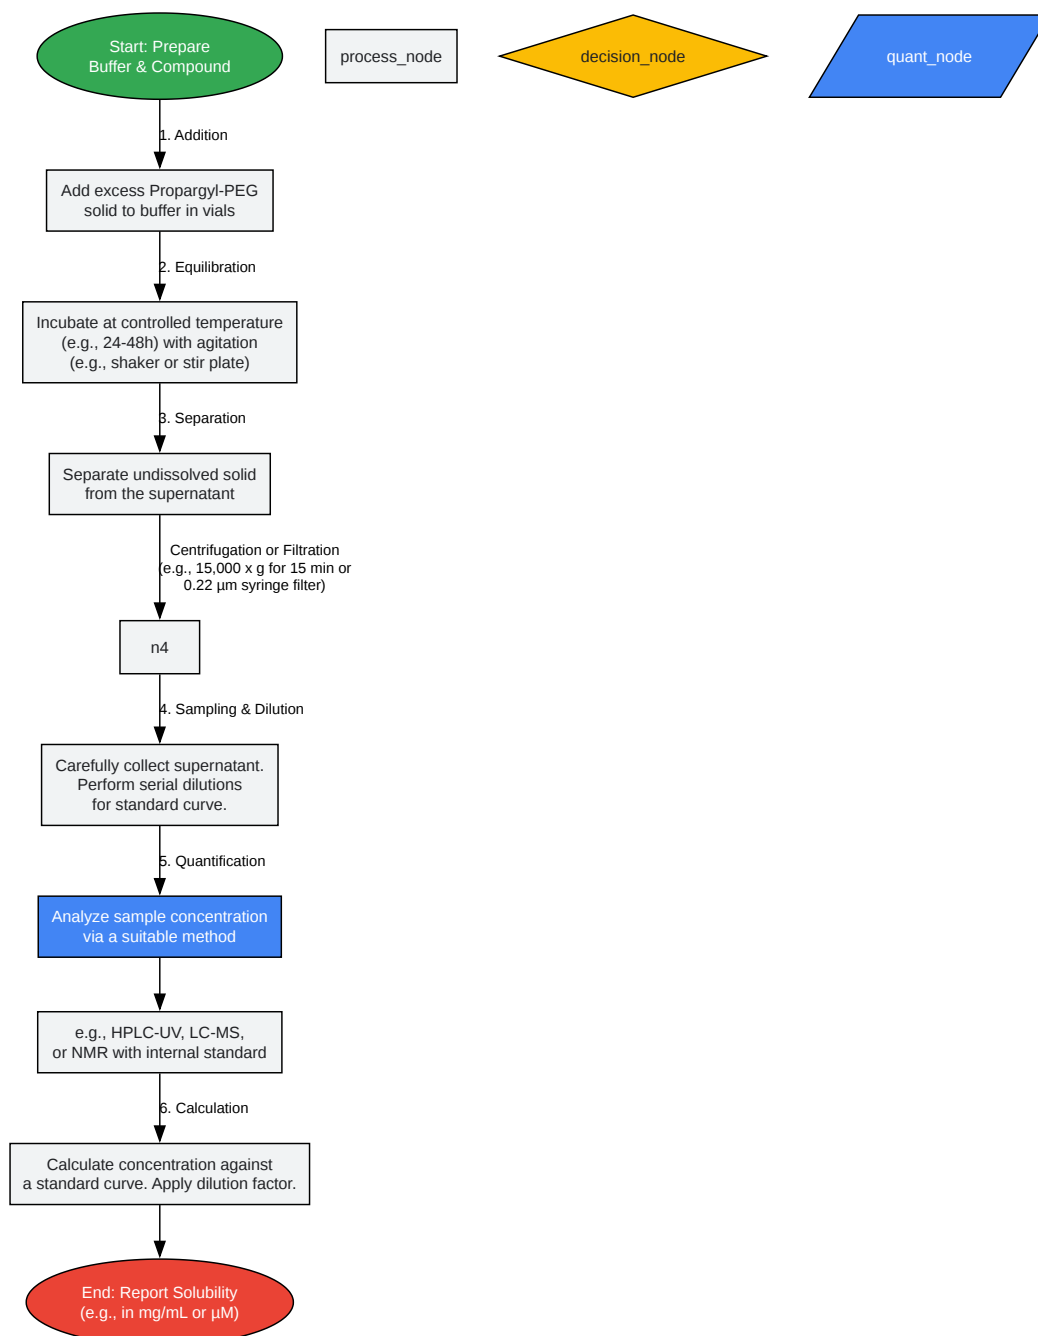 Start: Prepare
Buffer & Compound
process_node
decision_node
quant_node
1. Addition
Add excess Propargyl-PEG
solid to buffer in vials
2. Equilibration
Incubate at controlled temperature
(e.g., 24-48h) with agitation
(e.g., shaker or stir plate)
3. Separation
Separate undissolved solid
from the supernatant
Centrifugation or Filtration
(e.g., 15,000 x g for 15 min or
0.22 µm syringe filter)
n4
4. Sampling & Dilution
Carefully collect supernatant.
Perform serial dilutions
for standard curve.
5. Quantification
Analyze sample concentration
via a suitable method
e.g., HPLC-UV, LC-MS,
or NMR with internal standard
6. Calculation
Calculate concentration against
a standard curve. Apply dilution factor.
End: Report Solubility
(e.g., in mg/mL or µM)